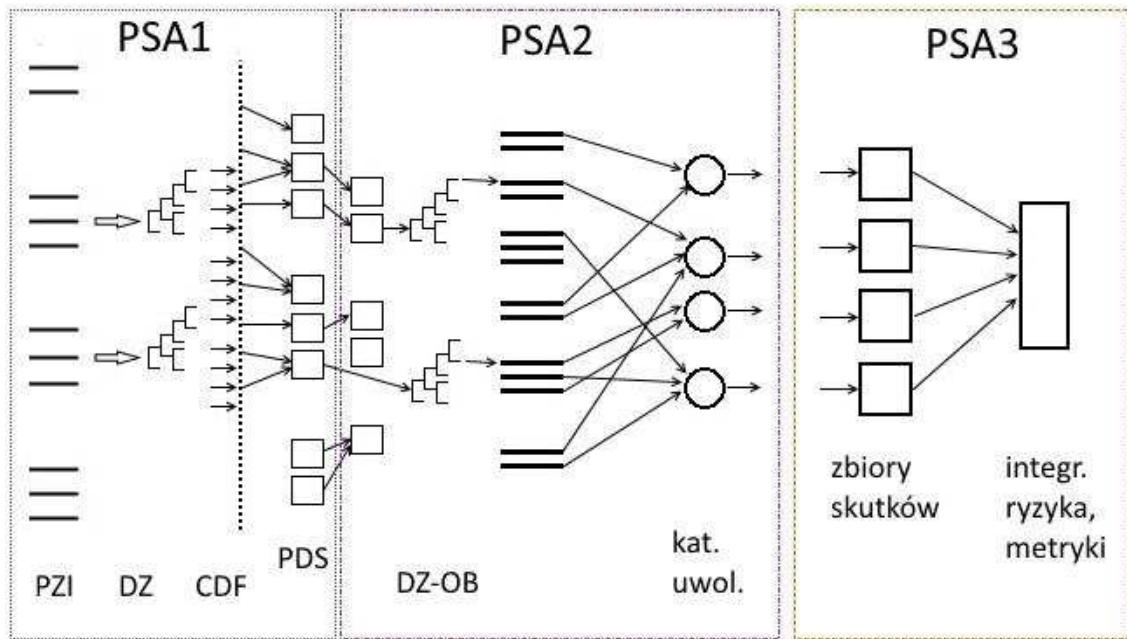 PSA1
PSA2
PSA3
zbiory
skutków
integr.
ryzyka,
metryki
PZI
DZ
CDF
PDS
DZ-OB
kat.
uwol.